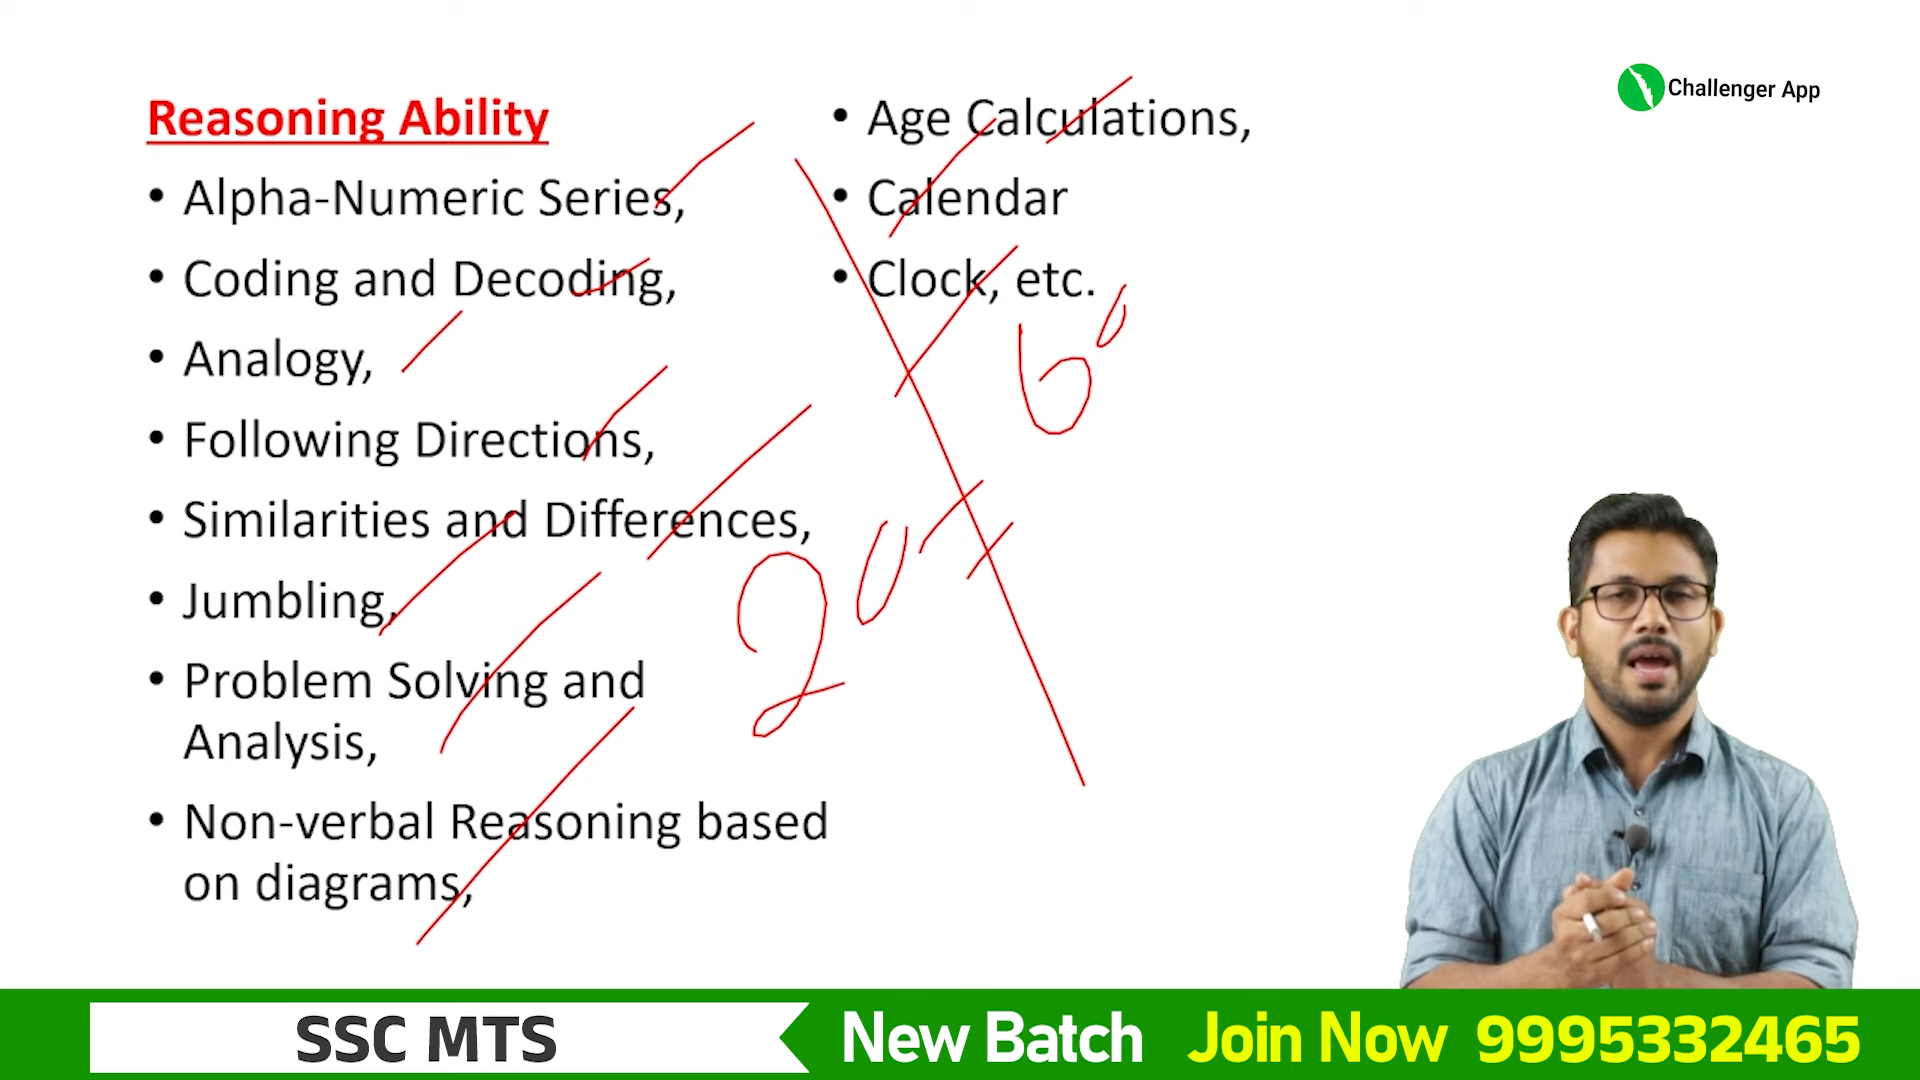 Reasoning Ability
• Alpha-Numeric Series,
• Coding and Decoding,
• Analogy,
• Following Directions,
• Similarities and Differences,
• Jumbling,
• Problem Solving and
Analysis,
• Non-verbal Reasoning based
on diagrams,
• Age Calculations,
• Calendar
• Clock, etc.
60
20
Challenger App
SSC MTS
New Batch Join Now 9995332465